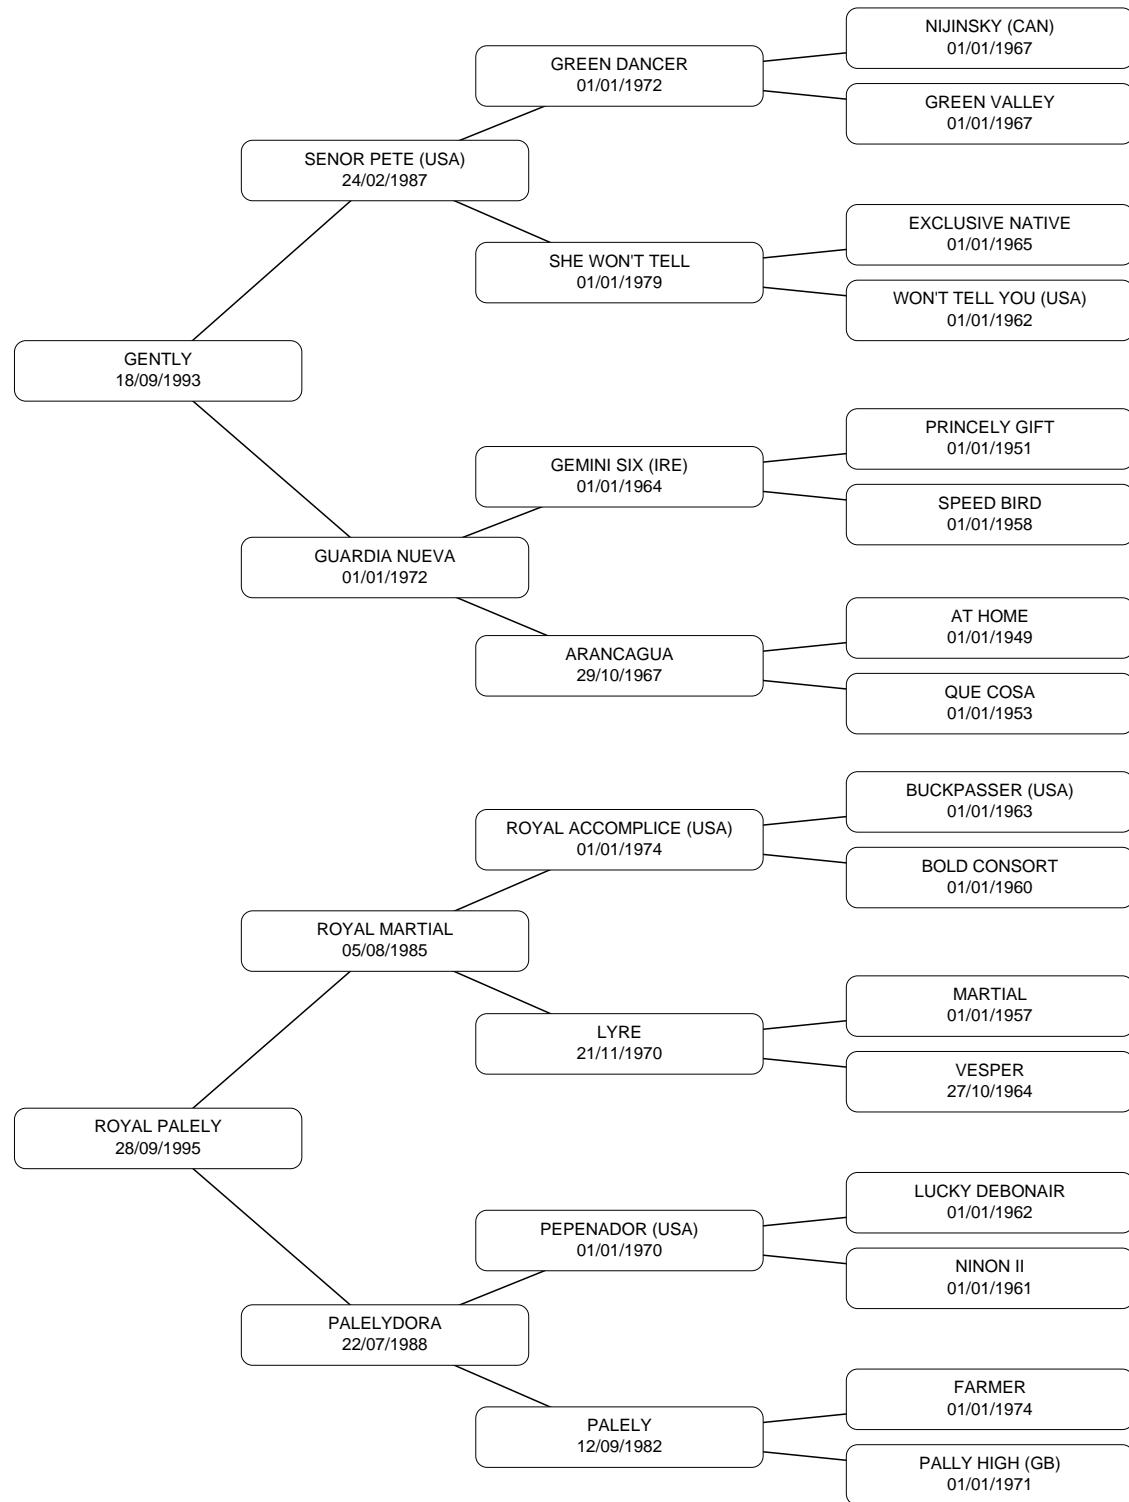 NIJINSKY (CAN)
01/01/1967
GREEN DANCER
01/01/1972
GREEN VALLEY
01/01/1967
SENOR PETE (USA)
24/02/1987
EXCLUSIVE NATIVE
01/01/1965
SHE WON'T TELL
01/01/1979
WON'T TELL YOU (USA)
01/01/1962
GENTLY
18/09/1993
PRINCELY GIFT
01/01/1951
GEMINI SIX (IRE)
01/01/1964
SPEED BIRD
01/01/1958
GUARDIA NUEVA
01/01/1972
AT HOME
01/01/1949
ARANCAGUA
29/10/1967
QUE COSA
01/01/1953
BUCKPASSER (USA)
01/01/1963
ROYAL ACCOMPLICE (USA)
01/01/1974
BOLD CONSORT
01/01/1960
ROYAL MARTIAL
05/08/1985
MARTIAL
01/01/1957
LYRE
21/11/1970
VESPER
27/10/1964
ROYAL PALELY
28/09/1995
LUCKY DEBONAIR
01/01/1962
PEPENADOR (USA)
01/01/1970
NINON II
01/01/1961
PALELYDORA
22/07/1988
FARMER
01/01/1974
PALELY
12/09/1982
PALLY HIGH (GB)
01/01/1971